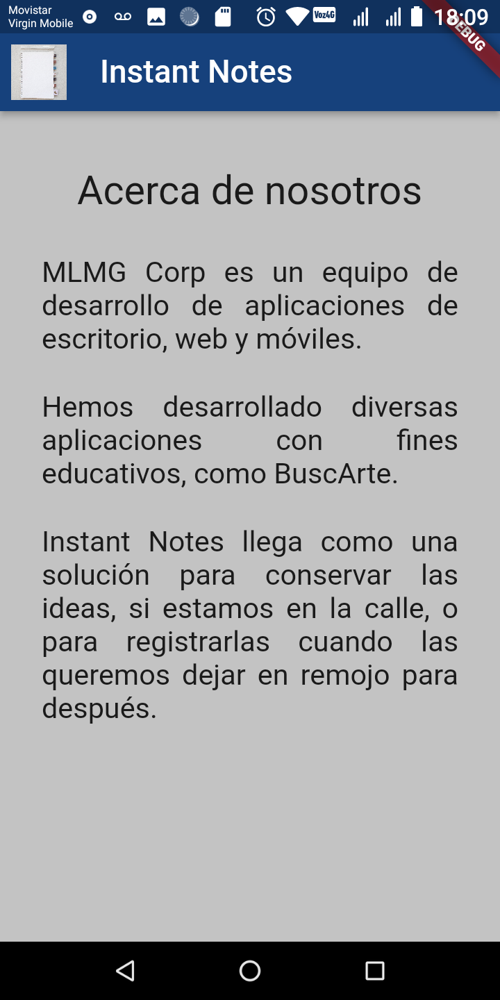 Movistar
Virgin Mobile
Voz4G
18:09
DEBUG
Instant Notes
Acerca de nosotros
MLMG Corp es un equipo de
desarrollo de aplicaciones de
escritorio, web y móviles.
Hemos desarrollado diversas
aplicaciones con fines
educativos, como BuscArte.
Instant Notes llega como una
solución para conservar las
ideas, si estamos en la calle, o
para registrarlas cuando las
queremos dejar en remojo para
después.